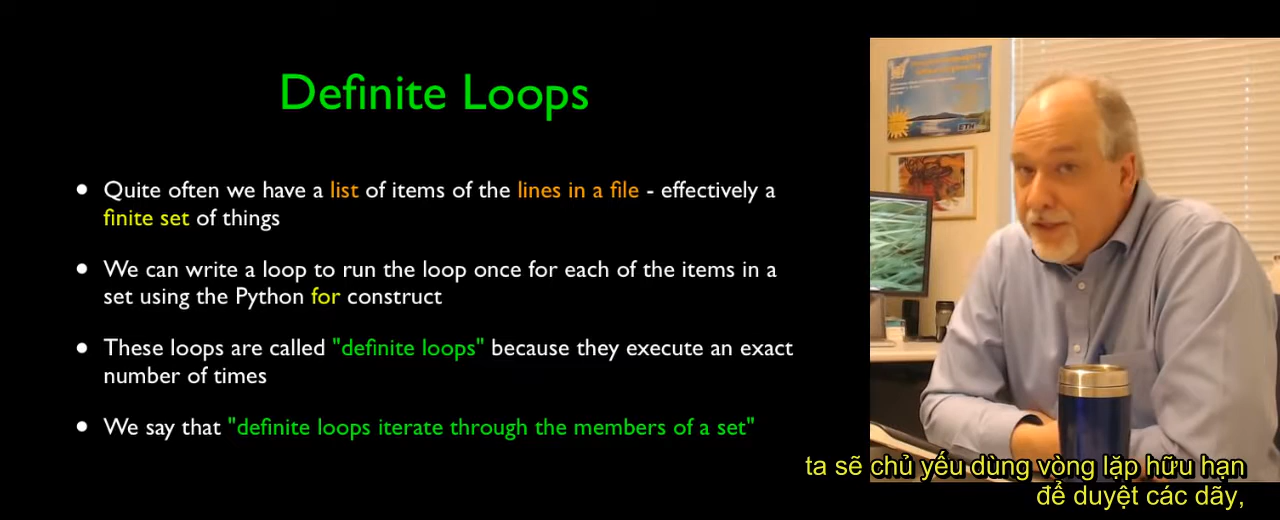 Definite Loops
• Quite often we have a list of items of the lines in a file - effectively a
finite set of things
• We can write a loop to run the loop once for each of the items in a
set using the Python for construct
• These loops are called "definite loops" because they execute an exact
number of times
• We say that "definite loops iterate through the members of a set"
ETH
ta sẽ chủ yếu dùng vòng lặp hữu hạn
để duyệt các dãy,